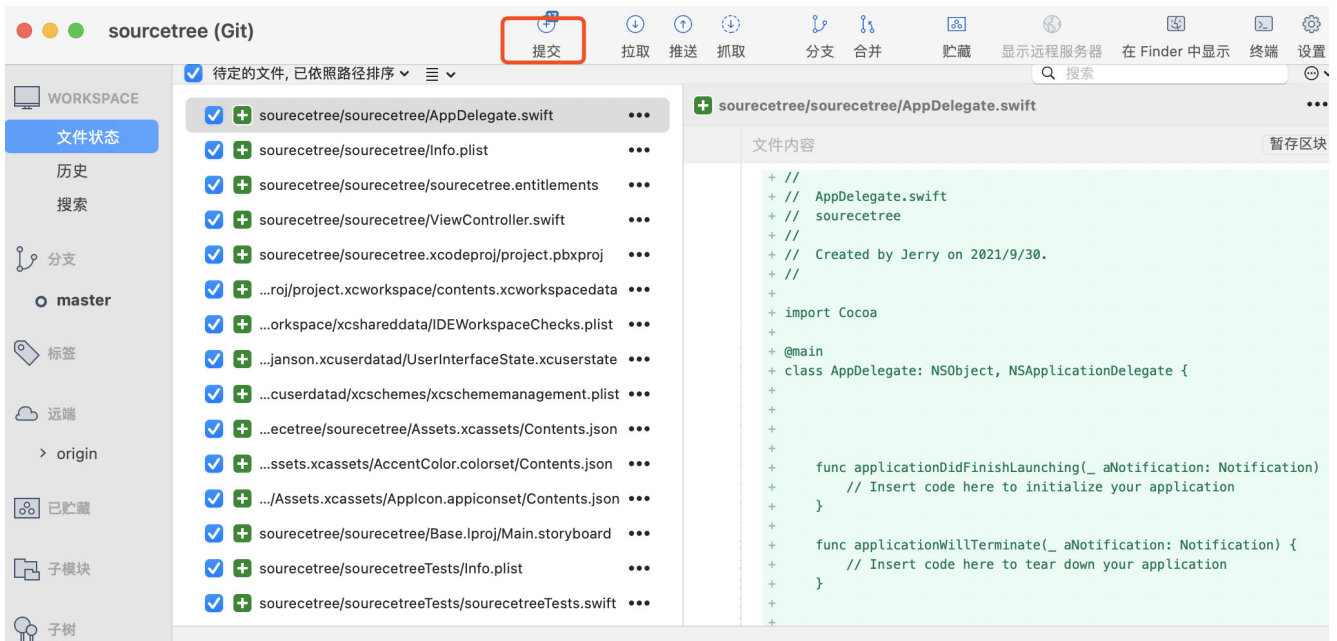 sourcetree (Git)
提交
拉取
推送
抓取
分支
合并
贮藏
显示远程服务器
在 Finder 中显示
终端
设置
待定的文件, 已依照路径排序
搜索
WORKSPACE
文件状态
历史
搜索
分支
master
标签
远端
origin
已贮藏
子模块
子树
sourecetree/sourecetree/AppDelegate.swift
sourecetree/sourecetree/Info.plist
sourecetree/sourecetree/sourecetree.entitlements
sourecetree/sourecetree/ViewController.swift
sourecetree/sourecetree.xcodeproj/project.pbxproj
...roj/project.xcworkspace/contents.xcworkspacedata
...orkspace/xcshareddata/IDEWorkspaceChecks.plist
...janson.xcuserdatad/UserInterfaceState.xcuserstate
...cuserdatad/xcschemes/xcschememanagement.plist
...ecetree/sourecetree/Assets.xcassets/Contents.json
...ssets.xcassets/AccentColor.colorset/Contents.json
.../Assets.xcassets/AppIcon.appiconset/Contents.json
sourecetree/sourecetree/Base.lproj/Main.storyboard
sourecetree/sourecetreeTests/Info.plist
sourecetree/sourecetreeTests/sourecetreeTests.swift
sourecetree/sourecetree/AppDelegate.swift
文件内容
暂存区块
+ //
+ //  AppDelegate.swift
+ //  sourecetree
+ //
+ //  Created by Jerry on 2021/9/30.
+ //
+
+ import Cocoa
+
+ @main
+ class AppDelegate: NSObject, NSApplicationDelegate {
+
+
+
+
+     func applicationDidFinishLaunching(_ aNotification: Notification)
+         // Insert code here to initialize your application
+     }
+
+     func applicationWillTerminate(_ aNotification: Notification) {
+         // Insert code here to tear down your application
+     }
+
+